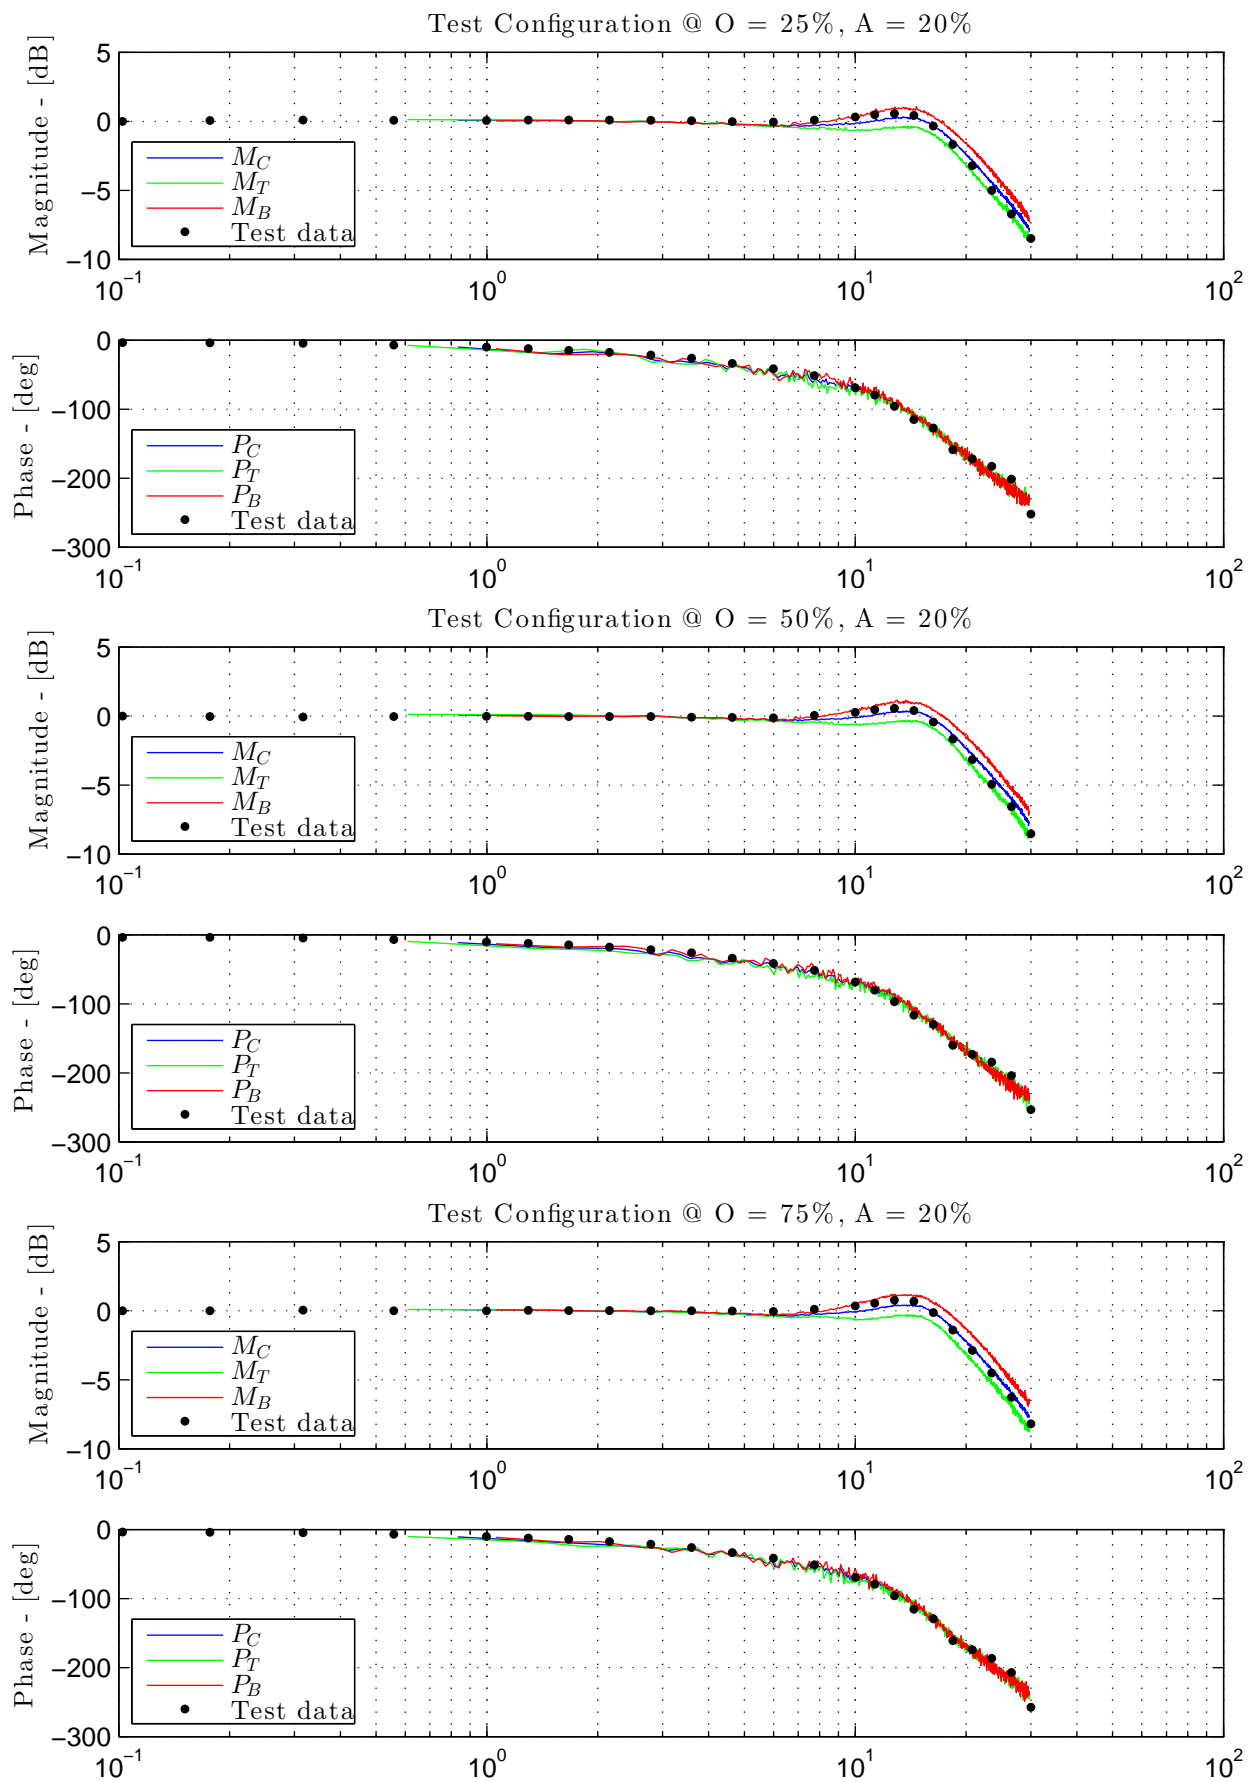 Test Configuration @ O = 25%, A = 20%
Magnitude - [dB]
5
0
−5
−10
M_C
M_T
M_B
Test data
10^−1
10^0
10^1
10^2
Phase - [deg]
0
−100
−200
−300
P_C
P_T
P_B
Test data
10^−1
10^0
10^1
10^2
Test Configuration @ O = 50%, A = 20%
Magnitude - [dB]
5
0
−5
−10
M_C
M_T
M_B
Test data
10^−1
10^0
10^1
10^2
Phase - [deg]
0
−100
−200
−300
P_C
P_T
P_B
Test data
10^−1
10^0
10^1
10^2
Test Configuration @ O = 75%, A = 20%
Magnitude - [dB]
5
0
−5
−10
M_C
M_T
M_B
Test data
10^−1
10^0
10^1
10^2
Phase - [deg]
0
−100
−200
−300
P_C
P_T
P_B
Test data
10^−1
10^0
10^1
10^2